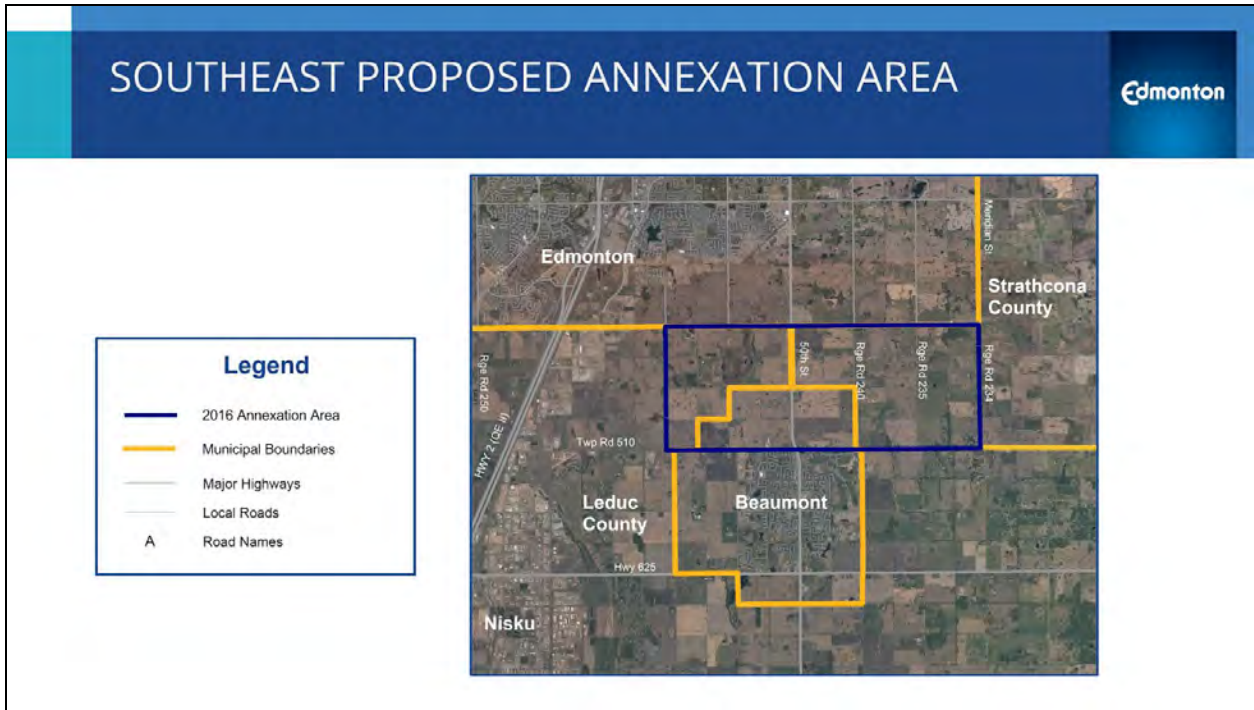 SOUTHEAST PROPOSED ANNEXATION AREA
Edmonton
Legend
2016 Annexation Area
Municipal Boundaries
Major Highways
Local Roads
A Road Names
Edmonton
Meridian St
Strathcona
County
Rge Rd 250
HWY 2 (QE II)
50th St
Rge Rd 240
Rge Rd 235
Rge Rd 234
Twp Rd 510
Leduc
County
Beaumont
Hwy 625
Nisku